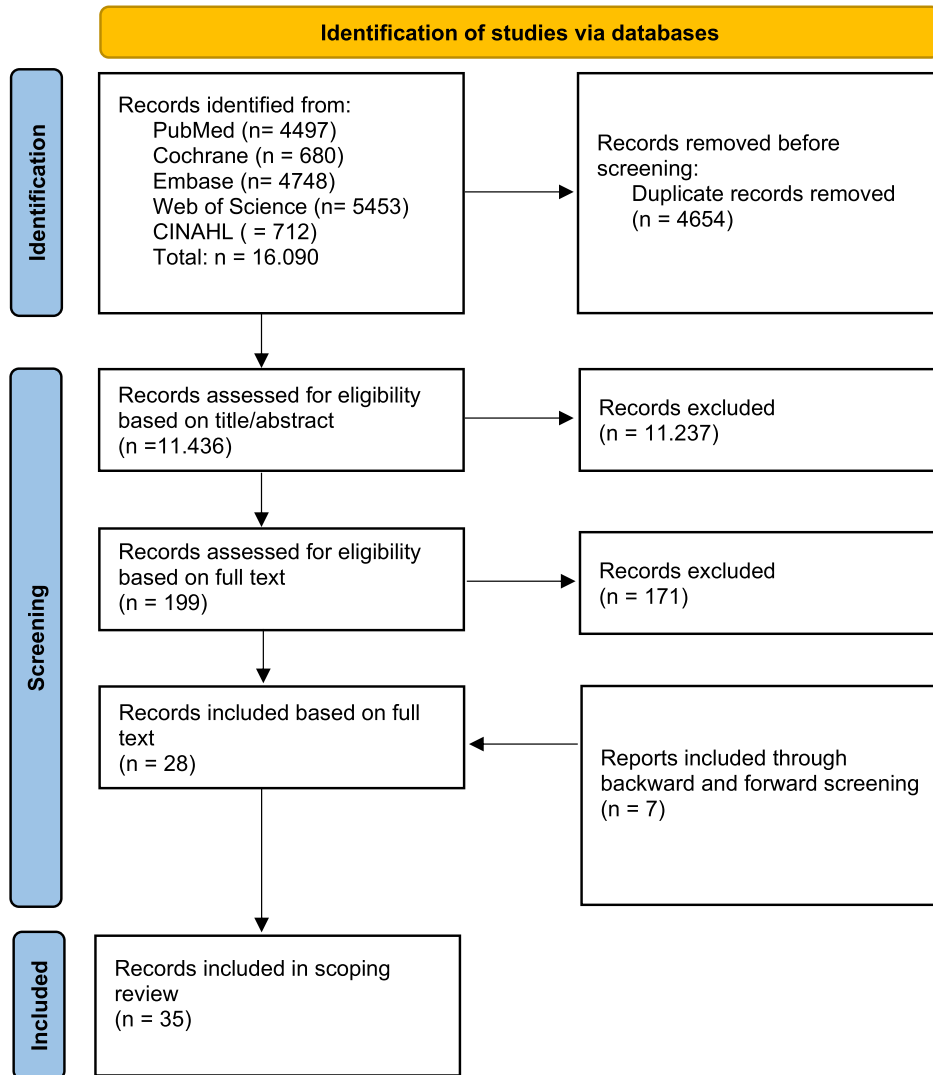 Identification of studies via databases
Identification
Records identified from:
PubMed (n= 4497)
Cochrane (n = 680)
Embase (n= 4748)
Web of Science (n= 5453)
CINAHL ( = 712)
Total: n = 16.090
Records removed before
screening:
Duplicate records removed
(n = 4654)
Screening
Records assessed for eligibility
based on title/abstract
(n =11.436)
Records excluded
(n = 11.237)
Records assessed for eligibility
based on full text
(n = 199)
Records excluded
(n = 171)
Records included based on full
text
(n = 28)
Reports included through
backward and forward screening
(n = 7)
Included
Records included in scoping
review
(n = 35)